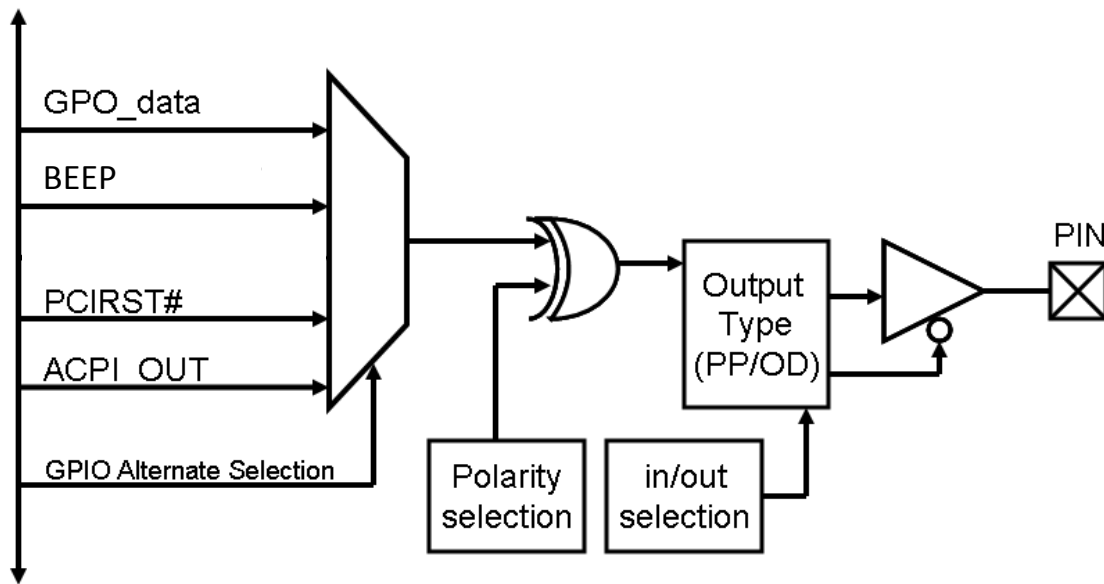 GPO_data
BEEP
PCIRST#
ACPI_OUT
GPIO Alternate Selection
Polarity
selection
in/out
selection
Output
Type
(PP/OD)
PIN